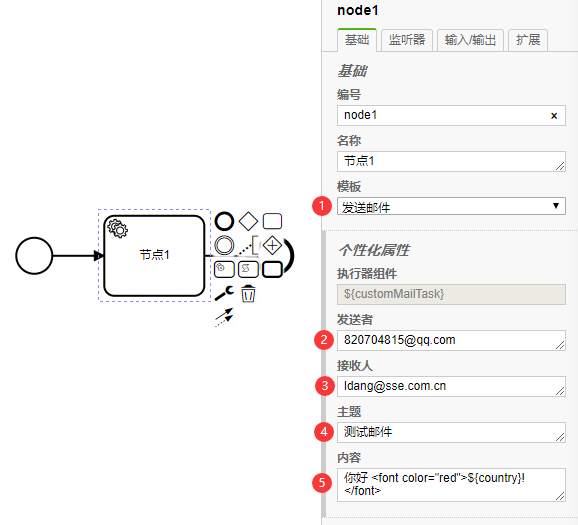 node1
基础 监听器 输入/输出 扩展
基础
编号
node1 ×
名称
节点1
模板
1 发送邮件
节点1
个性化属性
执行器组件
${customMailTask}
发送者
2 820704815@qq.com
接收人
3 ldang@sse.com.cn
主题
4 测试邮件
内容
5 你好 <font color="red">${country}!
</font>